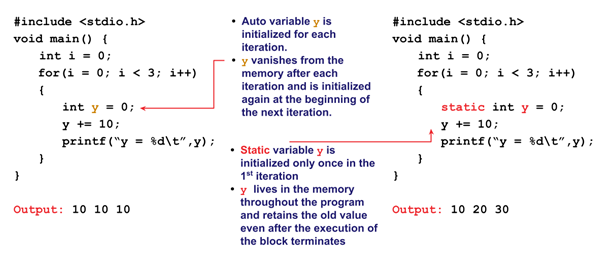 #include <stdio.h>
void main() {
int i = 0;
for(i = 0; i < 3; i++)
{
int y = 0;
y += 10;
printf(“y = %d\t”,y);
}
}
Output: 10 10 10
• Auto variable y is
initialized for each
iteration.
• y vanishes from the
memory after each
iteration and is initialized
again at the beginning of
the next iteration.
• Static variable y is
initialized only once in the
1st iteration
• y lives in the memory
throughout the program
and retains the old value
even after the execution of
the block terminates
#include <stdio.h>
void main() {
int i = 0;
for(i = 0; i < 3; i++)
{
static int y = 0;
y += 10;
printf(“y = %d\t”,y);
}
}
Output: 10 20 30